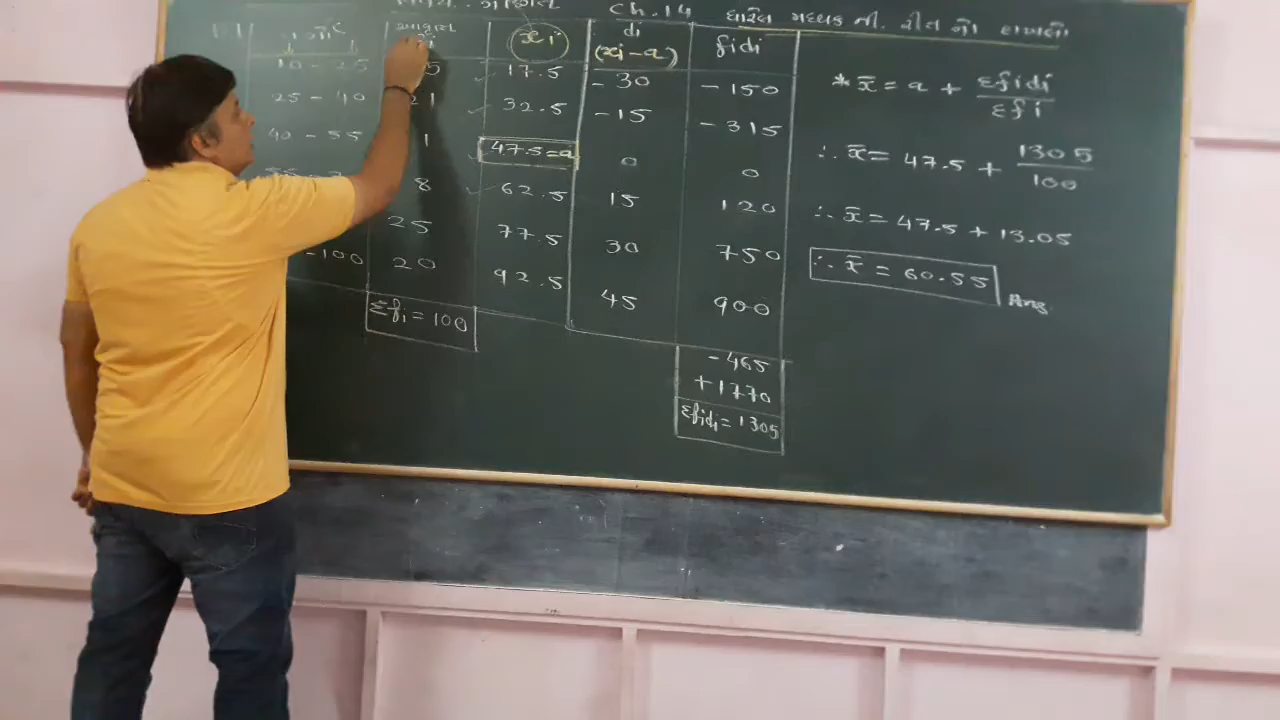 ch.14 ધારેલ મધ્યક ની રીત નો દાખલો
વર્ગ xi di fidi
(xi-a)
10-25 5 17.5 -30 -150
25-40 21 32.5 -15 -315
40-55 1 47.5=a 0 0
8 62.5 15 120
25 77.5 30 750
-100 20 92.5 45 900
Σfi=100
-465
+1770
Σfidi=1305
* x̄ = a + Σfidi/Σfi
∴ x̄ = 47.5 + 1305/100
∴ x̄ = 47.5 + 13.05
∴ x̄ = 60.55 Ans